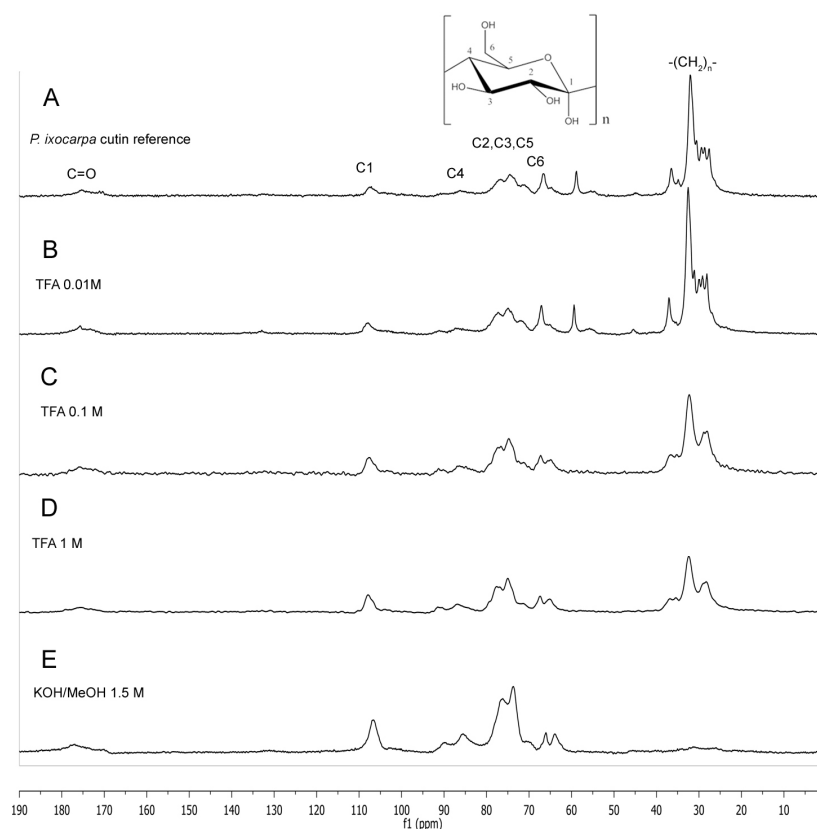 OH
6
4
5
O
2
1
HO
3
OH
OH
n
-(CH2)n-
A
P. ixocarpa cutin reference
C2,C3,C5
C=O
C1
C4
C6
B
TFA 0.01M
C
TFA 0.1 M
D
TFA 1 M
E
KOH/MeOH 1.5 M
190 180 170 160 150 140 130 120 110 100 90 80 70 60 50 40 30 20 10
f1 (ppm)